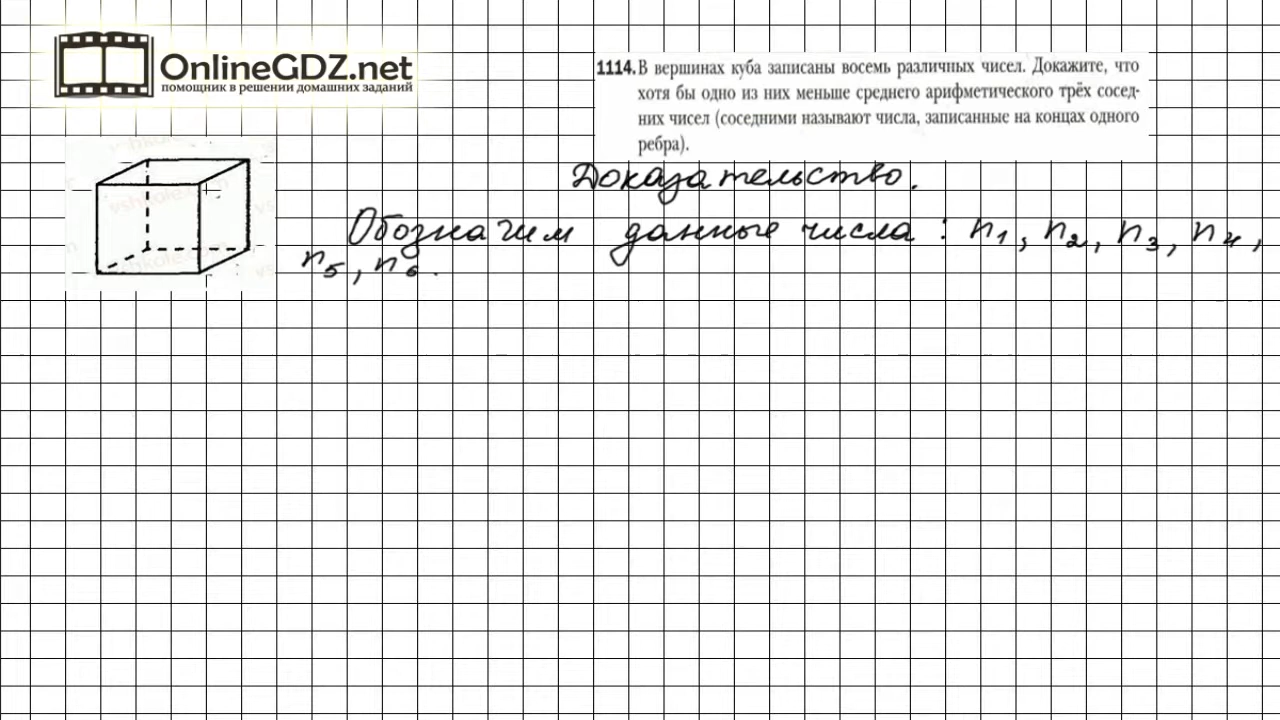 OnlineGDZ.net
помощник в решении домашних заданий
1114. В вершинах куба записаны восемь различных чисел. Докажите, что
хотя бы одно из них меньше среднего арифметического трёх сосед-
них чисел (соседними называют числа, записанные на концах одного
ребра).
Доказательство.
Обозначим данные числа: n₁, n₂, n₃, n₄,
n₅, n₆.